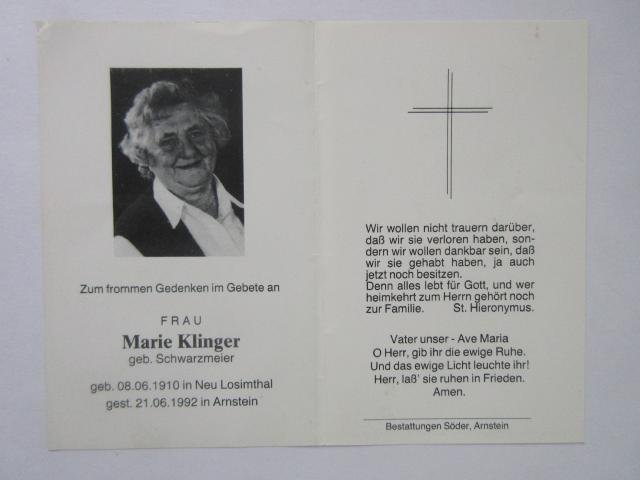 Zum frommen Gedenken im Gebete an
FRAU
Marie Klinger
geb. Schwarzmeier
geb. 08.06.1910 in Neu Losimthal
gest. 21.06.1992 in Arnstein
Wir wollen nicht trauern darüber,
daß wir sie verloren haben, son-
dern wir wollen dankbar sein, daß
wir sie gehabt haben, ja auch
jetzt noch besitzen.
Denn alles lebt für Gott, und wer
heimkehrt zum Herrn gehört noch
zur Familie. St. Hieronymus.
Vater unser - Ave Maria
O Herr, gib ihr die ewige Ruhe.
Und das ewige Licht leuchte ihr!
Herr, laß' sie ruhen in Frieden.
Amen.
Bestattungen Söder, Arnstein